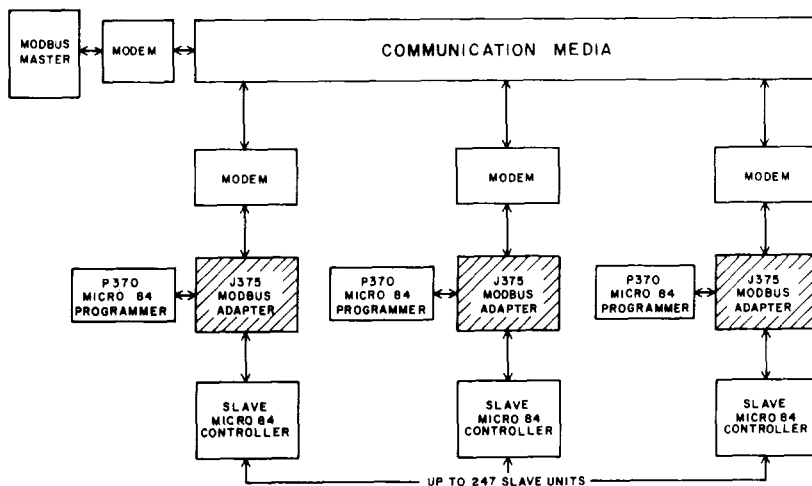 MODBUS
MASTER
MODEM
COMMUNICATION MEDIA
MODEM
MODEM
MODEM
P370
MICRO 84
PROGRAMMER
J375
MODBUS
ADAPTER
P370
MICRO 84
PROGRAMMER
J375
MODBUS
ADAPTER
P370
MICRO 84
PROGRAMMER
J375
MODBUS
ADAPTER
SLAVE
MICRO 84
CONTROLLER
SLAVE
MICRO 84
CONTROLLER
SLAVE
MICRO 84
CONTROLLER
UP TO 247 SLAVE UNITS